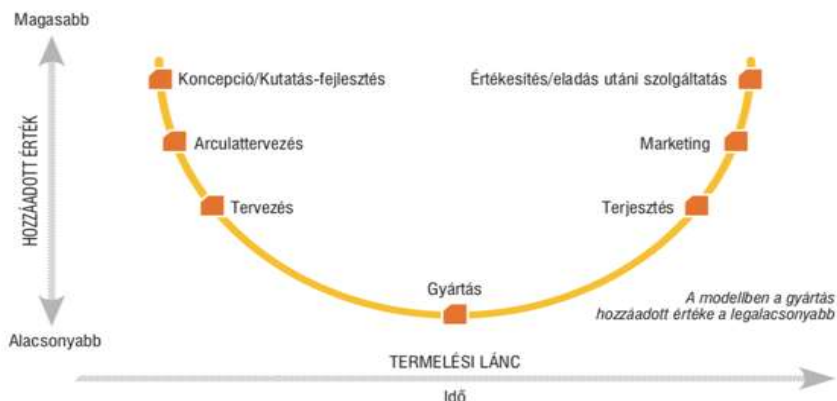 Magasabb
HOZZÁADOTT ÉRTÉK
Alacsonyabb
Koncepció/Kutatás-fejlesztés
Arculattervezés
Tervezés
Gyártás
Értékesítés/eladás utáni szolgáltatás
Marketing
Terjesztés
A modellben a gyártás
hozzáadott értéke a legalacsonyabb
TERMELÉSI LÁNC
Idő